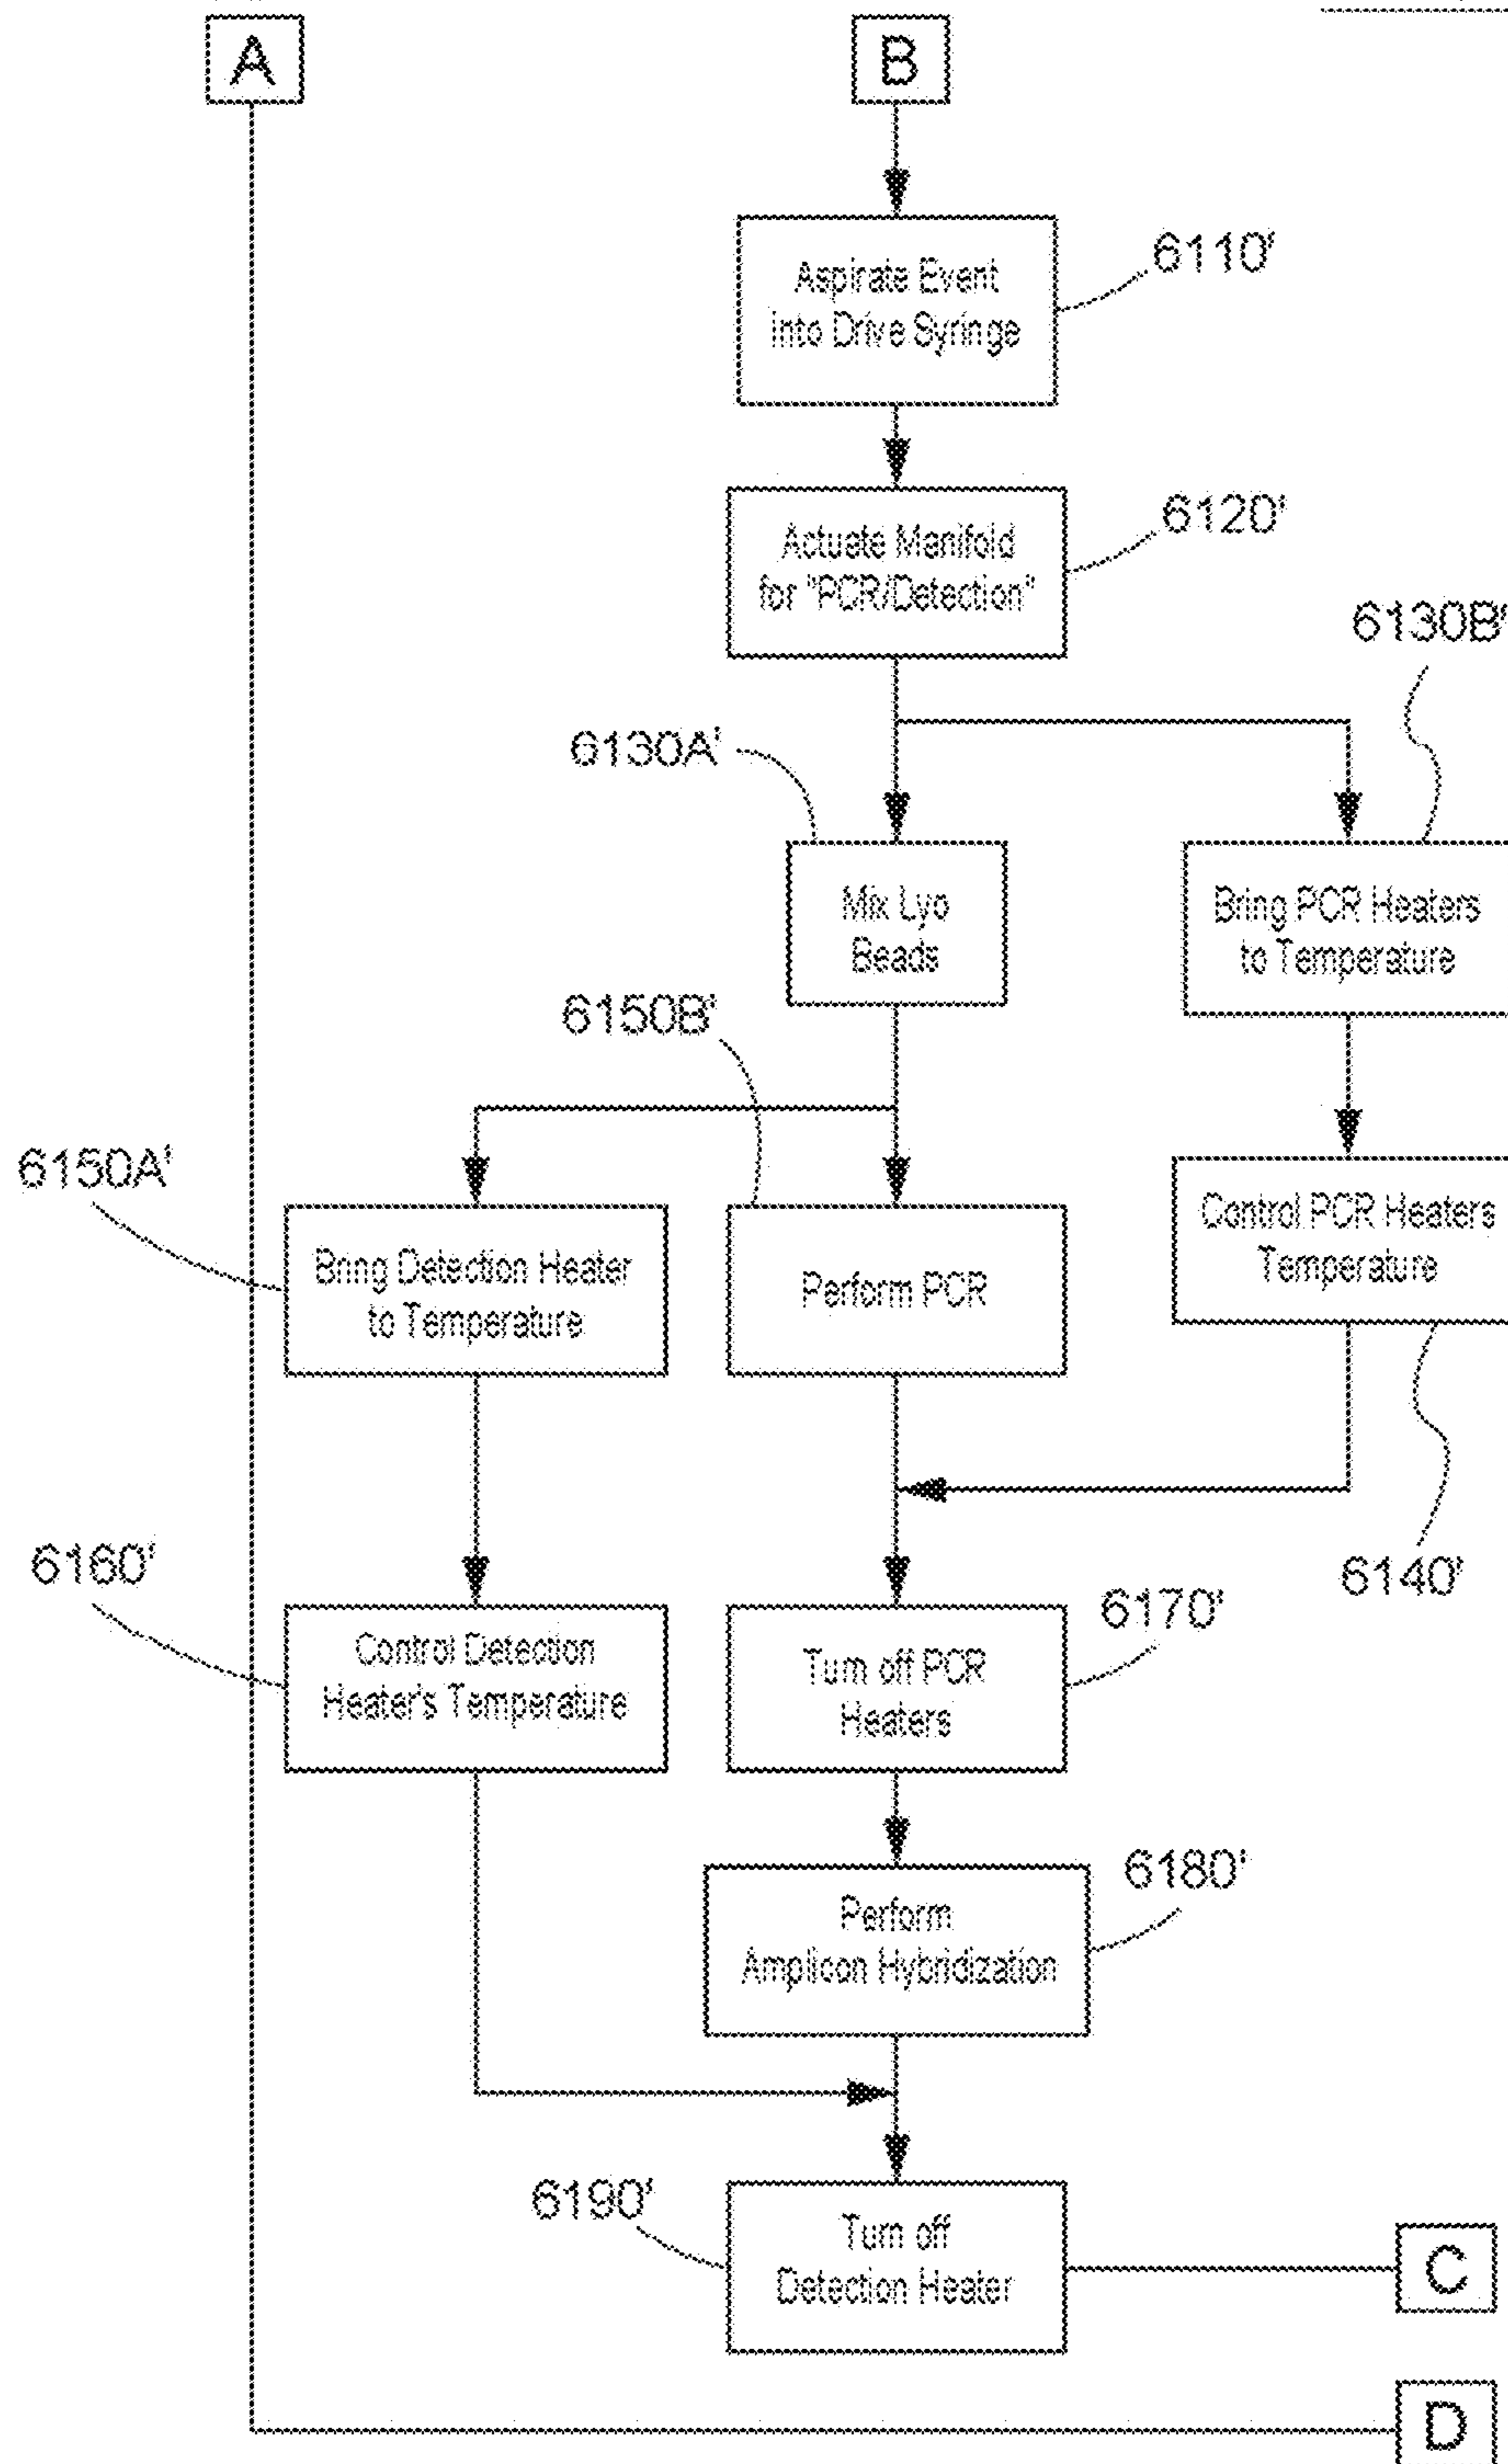 A
B
Aspirate Event
into Drive Syringe
6110'
Actuate Manifold
for "PCR/Detection"
6120'
6130B'
6130A'
Mix Lyo
Beads
Bring PCR Heaters
to Temperature
6150B'
6150A'
Bring Detection Heater
to Temperature
Perform PCR
Control PCR Heaters
Temperature
6140'
6160'
Control Detection
Heater's Temperature
Turn off PCR
Heaters
6170'
Perform
Amplicon Hybridization
6180'
6190'
Turn off
Detection Heater
C
D